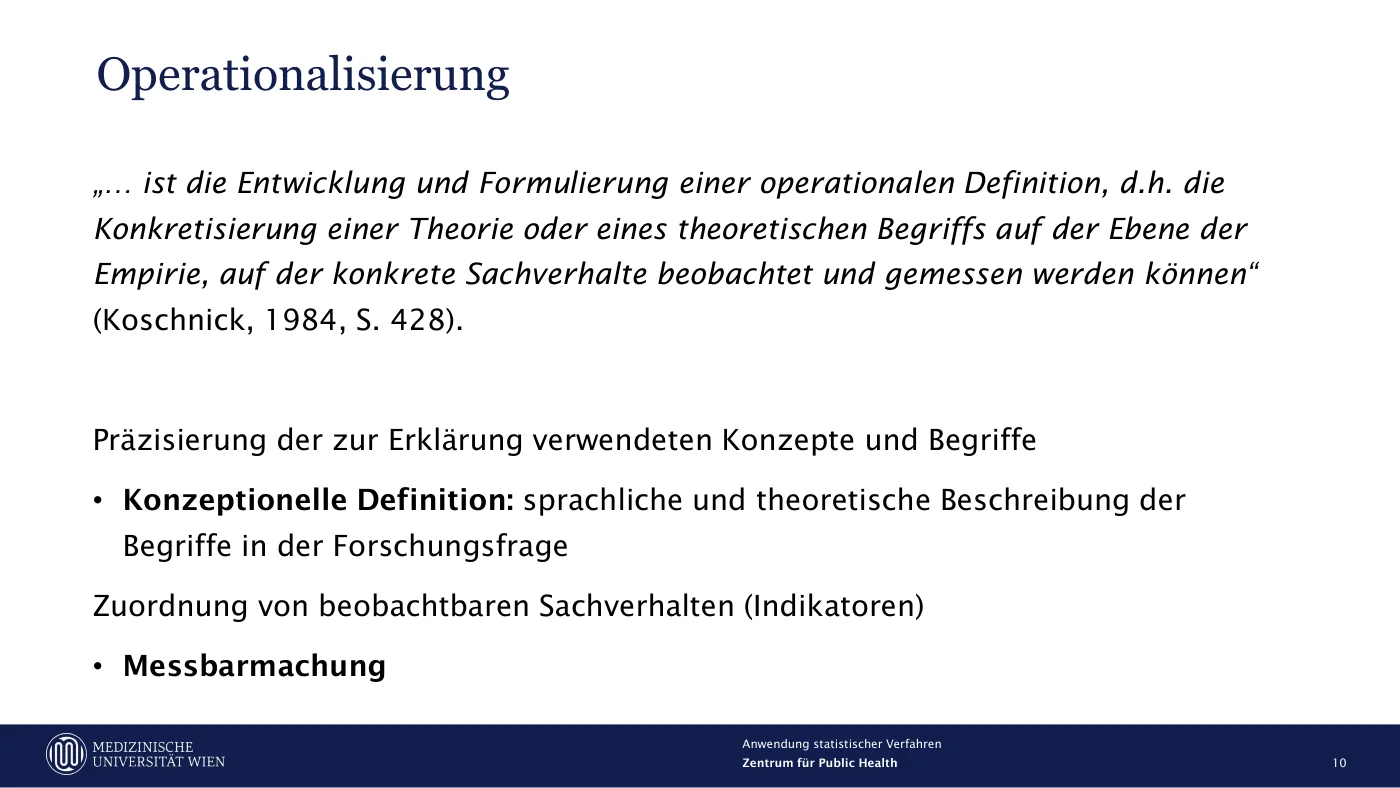 Operationalisierung
„… ist die Entwicklung und Formulierung einer operationalen Definition, d.h. die
Konkretisierung einer Theorie oder eines theoretischen Begriffs auf der Ebene der
Empirie, auf der konkrete Sachverhalte beobachtet und gemessen werden können“
(Koschnick, 1984, S. 428).
Präzisierung der zur Erklärung verwendeten Konzepte und Begriffe
• Konzeptionelle Definition: sprachliche und theoretische Beschreibung der
Begriffe in der Forschungsfrage
Zuordnung von beobachtbaren Sachverhalten (Indikatoren)
• Messbarmachung
MEDIZINISCHE
UNIVERSITÄT WIEN
Anwendung statistischer Verfahren
Zentrum für Public Health
10